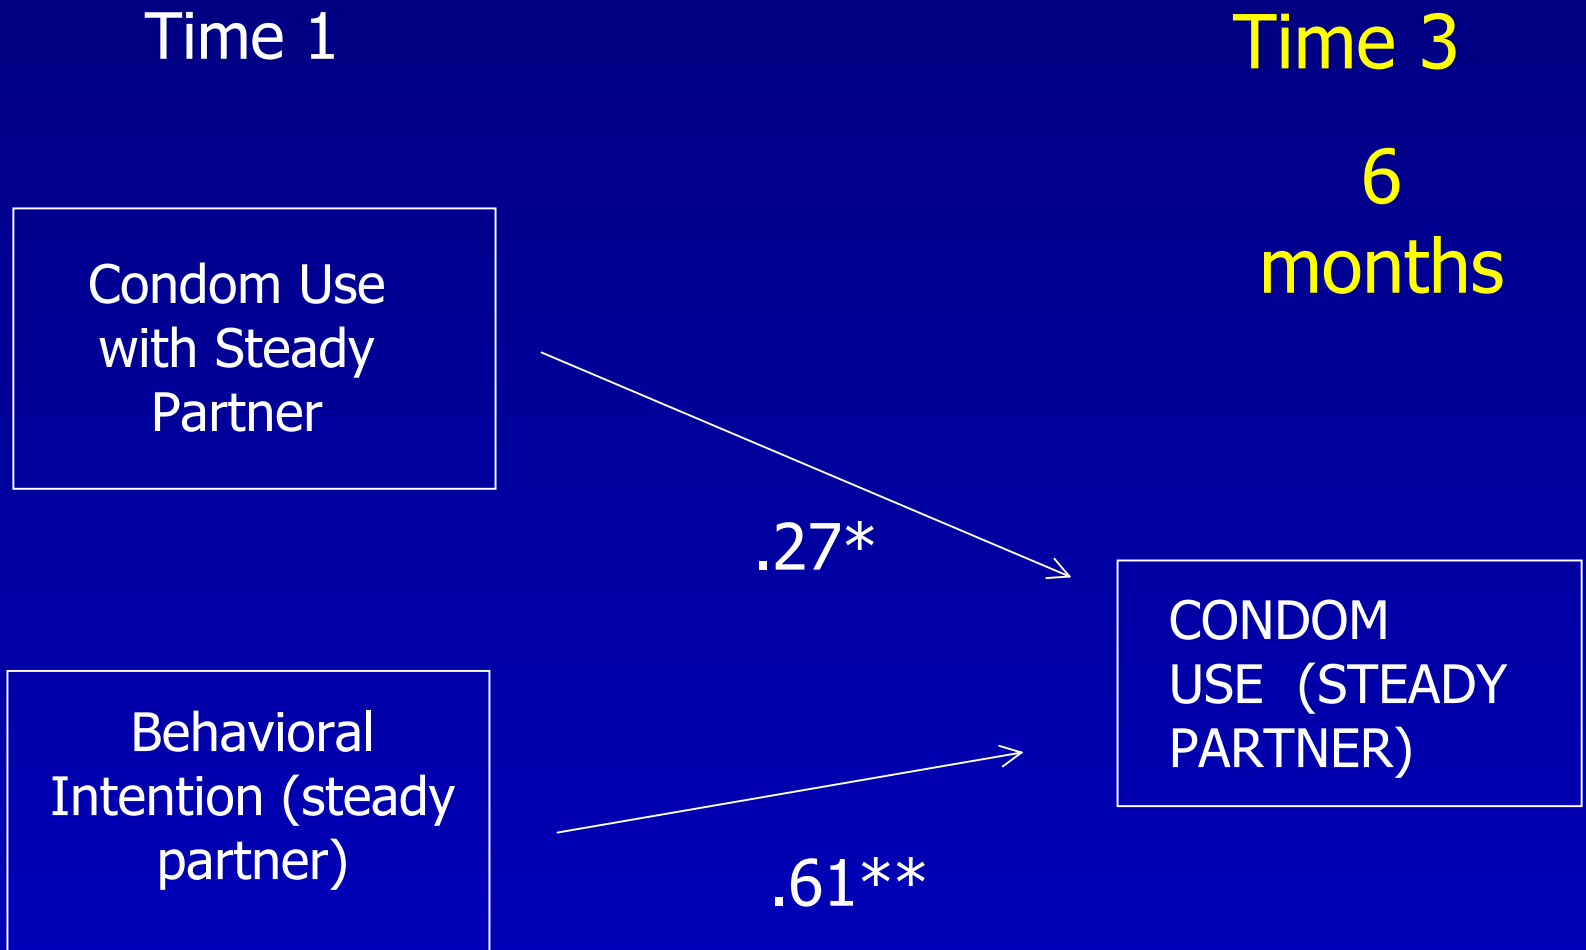 Time 1
Time 3
6
months
Condom Use
with Steady
Partner
.27*
CONDOM
USE (STEADY
PARTNER)
Behavioral
Intention (steady
partner)
.61**